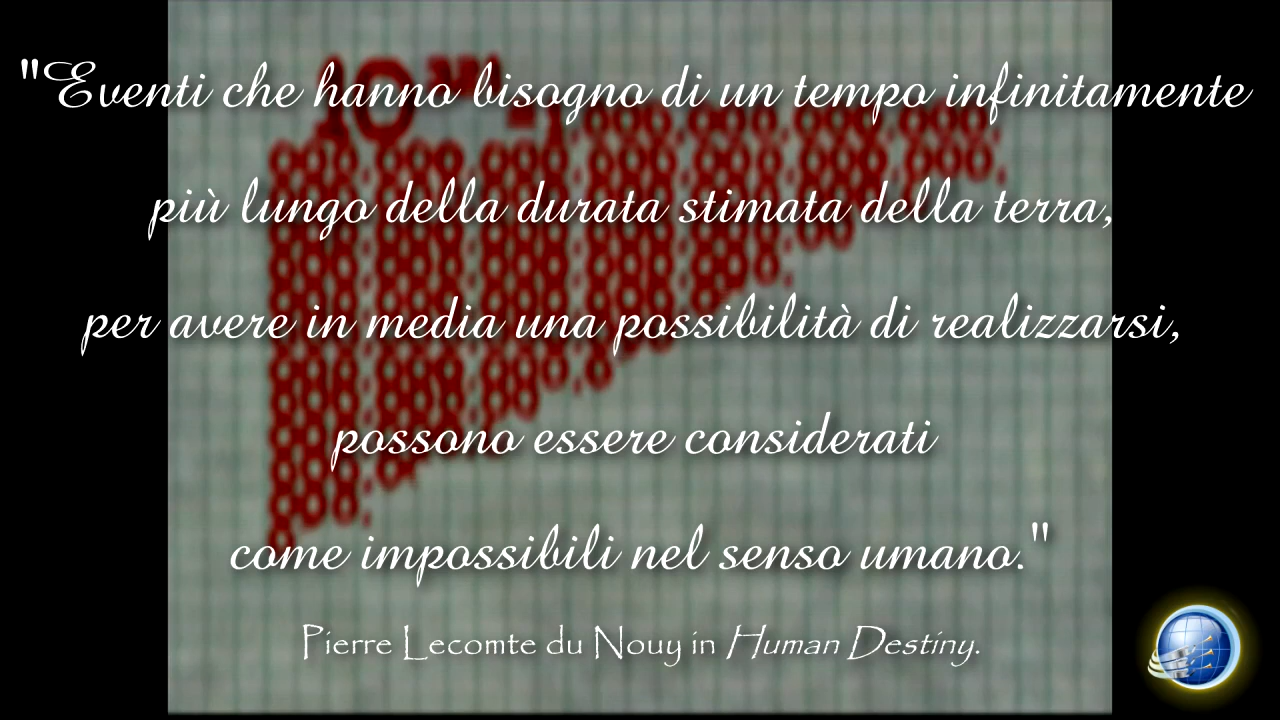 "Eventi che hanno bisogno di un tempo infinitamente
più lungo della durata stimata della terra,
per avere in media una possibilità di realizzarsi,
possono essere considerati
come impossibili nel senso umano."
Pierre Lecomte du Nouy in Human Destiny.